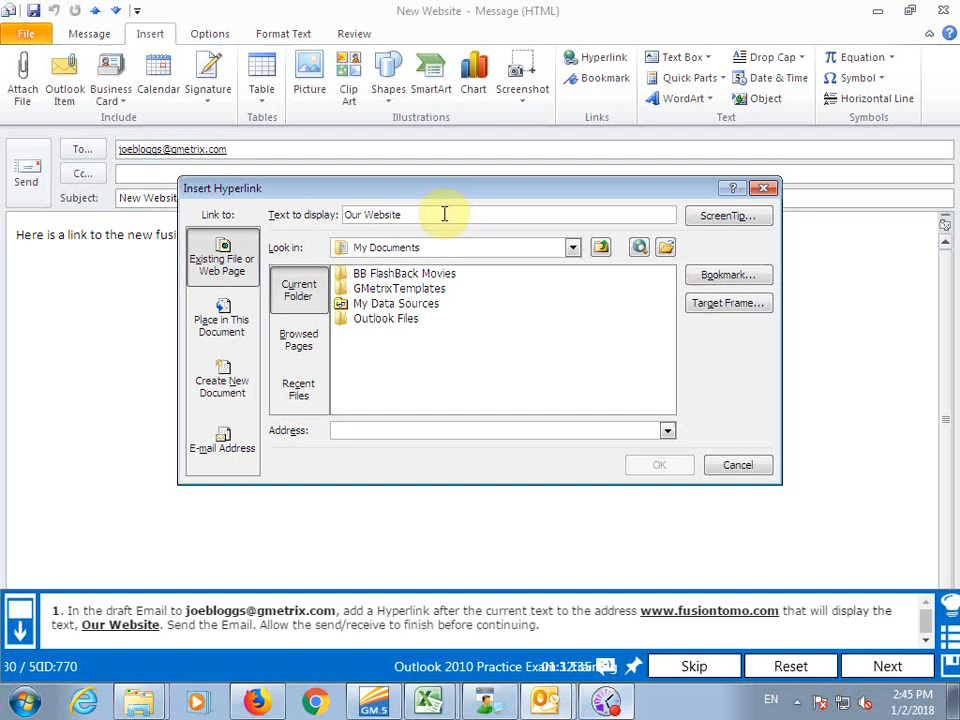 New Website - Message (HTML)
File Message Insert Options Format Text Review
Attach File
Outlook Item
Business Card
Calendar
Signature
Table
Picture
Clip Art
Shapes
SmartArt
Chart
Screenshot
Hyperlink
Bookmark
Text Box
Quick Parts
WordArt
Drop Cap
Date & Time
Object
Equation
Symbol
Horizontal Line
Include Tables Illustrations Links Text Symbols
Send
To... joebloggs@gmetrix.com
Cc...
Subject: New Website
Here is a link to the new fusi
Insert Hyperlink
Link to:
Text to display: Our Website
ScreenTip...
Existing File or Web Page
Place in This Document
Create New Document
E-mail Address
Look in: My Documents
Current Folder
Browsed Pages
Recent Files
BB FlashBack Movies
GMetrixTemplates
My Data Sources
Outlook Files
Bookmark...
Target Frame...
Address:
OK Cancel
1. In the draft Email to joebloggs@gmetrix.com, add a Hyperlink after the current text to the address www.fusiontomo.com that will display the
text, Our Website. Send the Email. Allow the send/receive to finish before continuing.
Outlook 2010 Practice Exam
Skip Reset Next
GM.5
EN
2:45 PM
1/2/2018